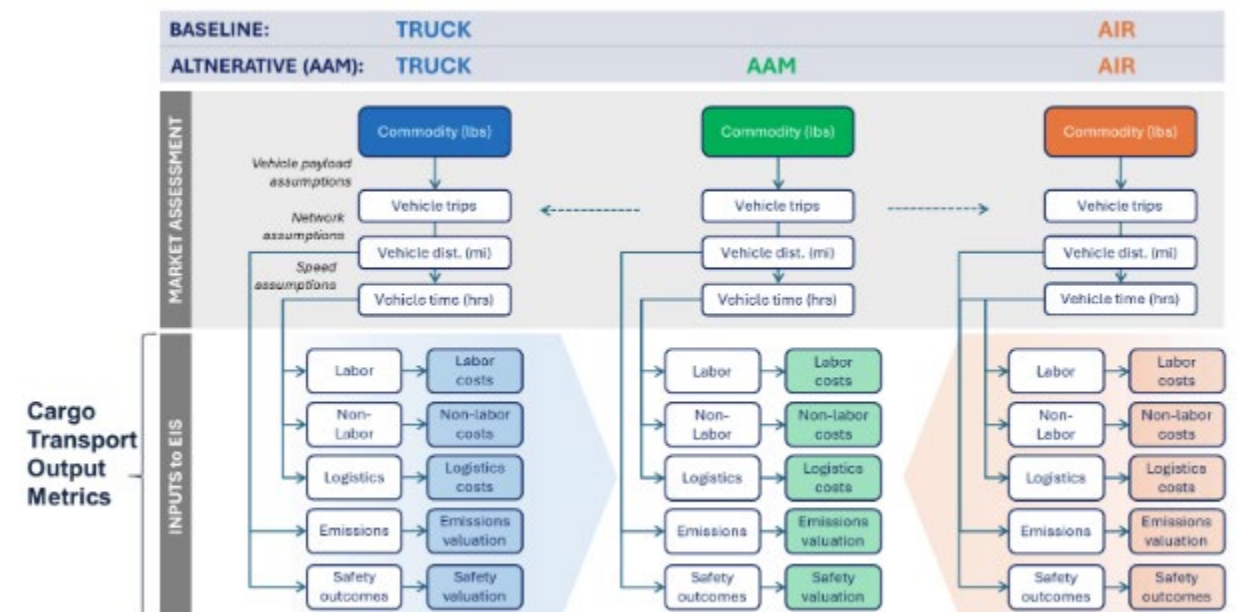 BASELINE: TRUCK AIR
ALTNERATIVE (AAM): TRUCK AAM AIR
MARKET ASSESSMENT
Commodity (lbs) Commodity (lbs) Commodity (lbs)
Vehicle payload
assumptions
Vehicle trips Vehicle trips Vehicle trips
Network
assumptions
Vehicle dist. (mi) Vehicle dist. (mi) Vehicle dist. (mi)
Speed
assumptions
Vehicle time (hrs) Vehicle time (hrs) Vehicle time (hrs)
Cargo
Transport
Output
Metrics
INPUTS to EIS
Labor
Labor
costs
Labor
Labor
costs
Labor
Labor
costs
Non-
Labor
Non-labor
costs
Non-
Labor
Non-labor
costs
Non-
Labor
Non-labor
costs
Logistics
Logistics
costs
Logistics
Logistics
costs
Logistics
Logistics
costs
Emissions
Emissions
valuation
Emissions
Emissions
valuation
Emissions
Emissions
valuation
Safety
outcomes
Safety
valuation
Safety
outcomes
Safety
valuation
Safety
outcomes
Safety
outcomes